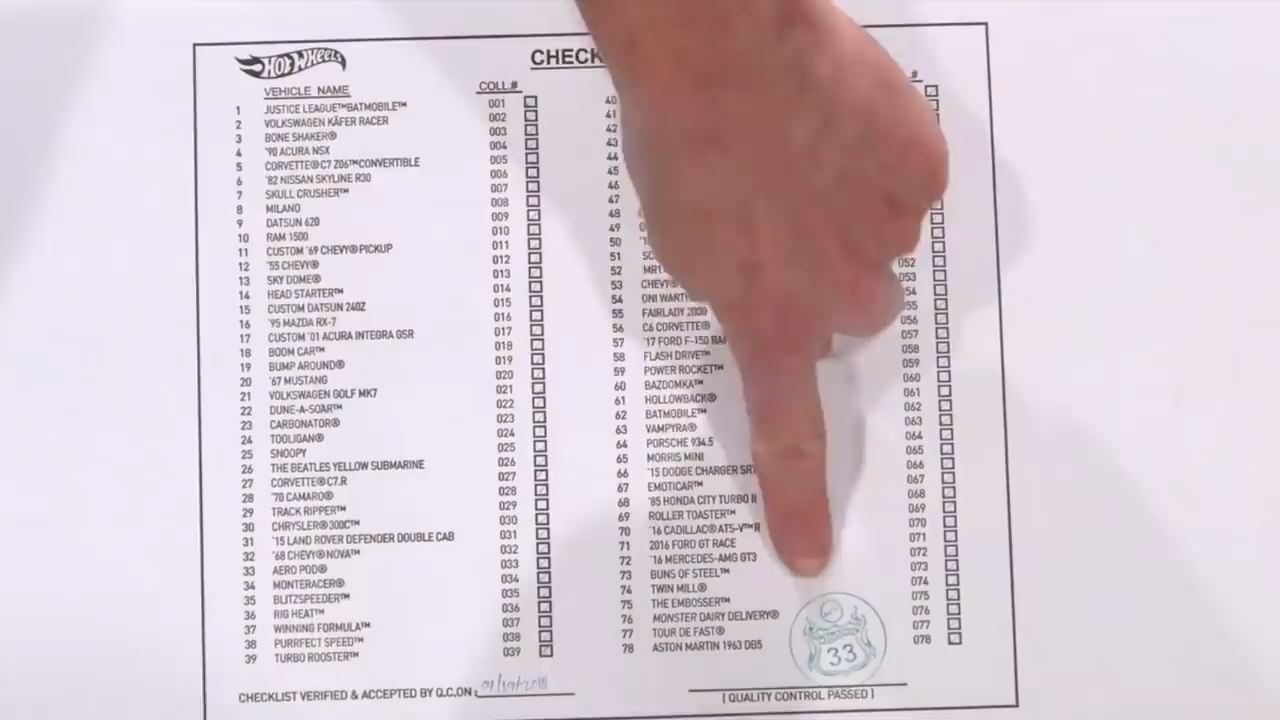 HOT WHEELS
CHECK
VEHICLE NAME COLL.#
1 JUSTICE LEAGUE™BATMOBILE™ 001
2 VOLKSWAGEN KÄFER RACER 002
3 BONE SHAKER® 003
4 '90 ACURA NSX 004
5 CORVETTE®C7 Z06™CONVERTIBLE 005
6 '82 NISSAN SKYLINE R30 006
7 SKULL CRUSHER™ 007
8 MILANO 008
9 DATSUN 620 009
10 RAM 1500 010
11 CUSTOM '69 CHEVY®PICKUP 011
12 '55 CHEVY® 012
13 SKY DOME® 013
14 HEAD STARTER™ 014
15 CUSTOM DATSUN 240Z 015
16 '95 MAZDA RX-7 016
17 CUSTOM '01 ACURA INTEGRA GSR 017
18 BOOM CAR™ 018
19 BUMP AROUND® 019
20 '67 MUSTANG 020
21 VOLKSWAGEN GOLF MK7 021
22 DUNE-A-SOAR™ 022
23 CARBONATOR® 023
24 TOOLIGAN® 024
25 SNOOPY 025
26 THE BEATLES YELLOW SUBMARINE 026
27 CORVETTE®C7.R 027
28 '70 CAMARO® 028
29 TRACK RIPPER™ 029
30 CHRYSLER®300C™ 030
31 '15 LAND ROVER DEFENDER DOUBLE CAB 031
32 '68 CHEVY®NOVA™ 032
33 AERO POD® 033
34 MONTERACER® 034
35 BLITZSPEEDER™ 035
36 RIG HEAT™ 036
37 WINNING FORMULA™ 037
38 PURRFECT SPEED™ 038
39 TURBO ROOSTER™ 039
#
40
41
42
43
44
45
46
47
48
49
50
51
52 052
53 CHEVY® 053
54 ONI WARTH 54
55 FAIRLADY 2000 55
56 C6 CORVETTE® 056
57 '17 FORD F-150 RA 057
58 FLASH DRIVE™ 058
59 POWER ROCKET™ 059
60 BAZOOMKA™ 060
61 HOLLOWBACK® 061
62 BATMOBILE™ 062
63 VAMPYRA® 063
64 PORSCHE 934.5 064
65 MORRIS MINI 065
66 '15 DODGE CHARGER SRT 066
67 EMOTICAR™ 067
68 '85 HONDA CITY TURBO II 068
69 ROLLER TOASTER™ 069
70 '16 CADILLAC®ATS-V™R 070
71 2016 FORD GT RACE 071
72 '16 MERCEDES-AMG GT3 072
73 BUNS OF STEEL™ 073
74 TWIN MILL® 074
75 THE EMBOSSER™ 075
76 MONSTER DAIRY DELIVERY® 076
77 TOUR DE FAST® 077
78 ASTON MARTIN 1963 DB5 078
33
CHECKLIST VERIFIED & ACCEPTED BY Q.C.ON :
[ QUALITY CONTROL PASSED ]